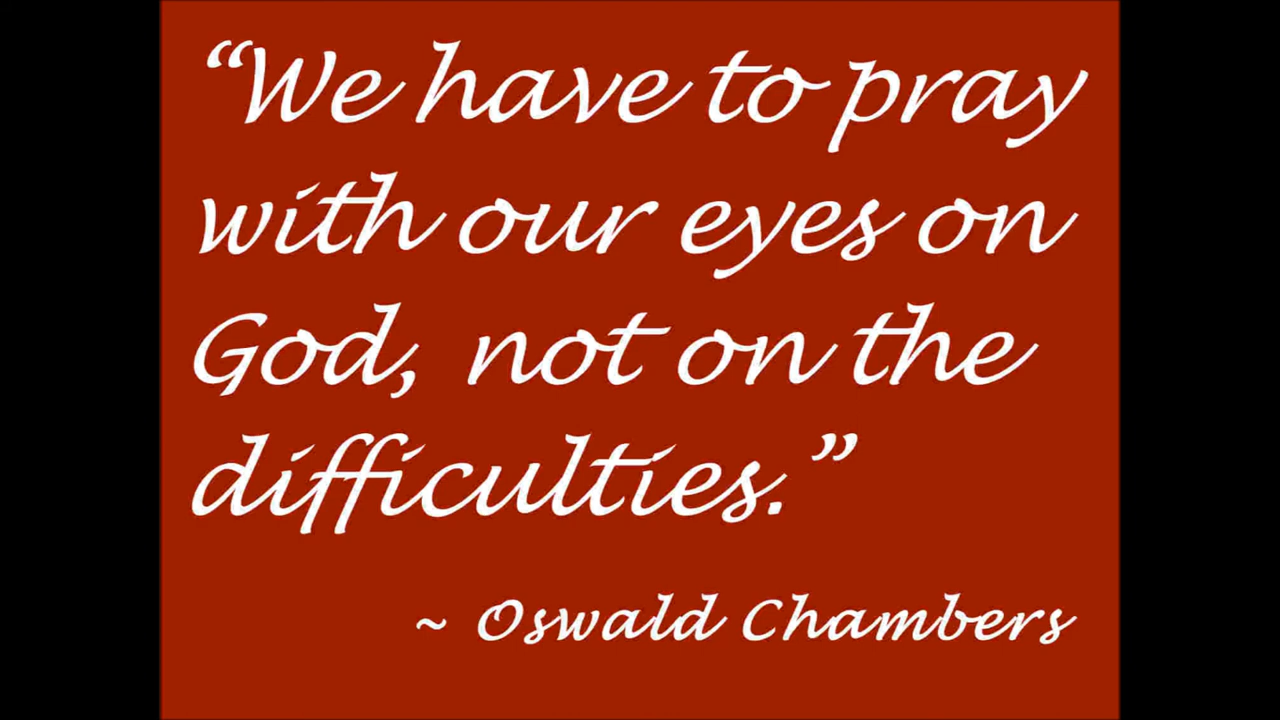 “We have to pray
with our eyes on
God, not on the
difficulties.”
~ Oswald Chambers